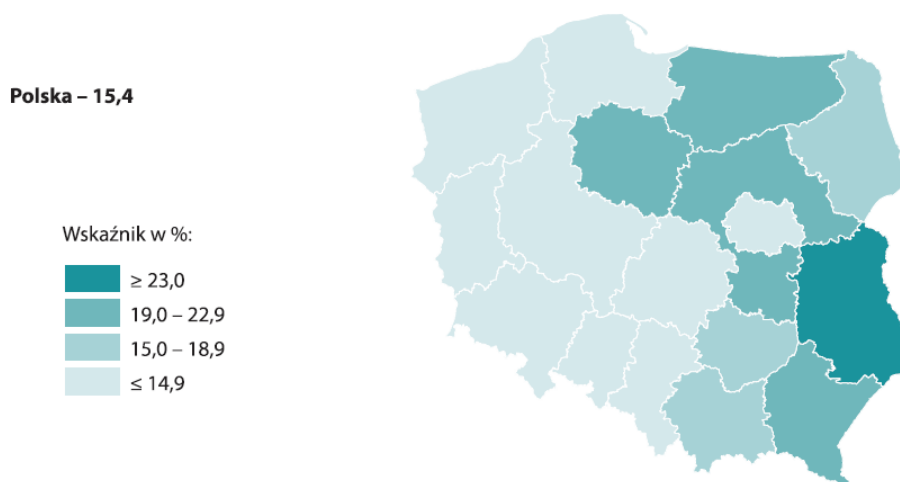 Polska – 15,4
Wskaźnik w %:
≥ 23,0
19,0 – 22,9
15,0 – 18,9
≤ 14,9